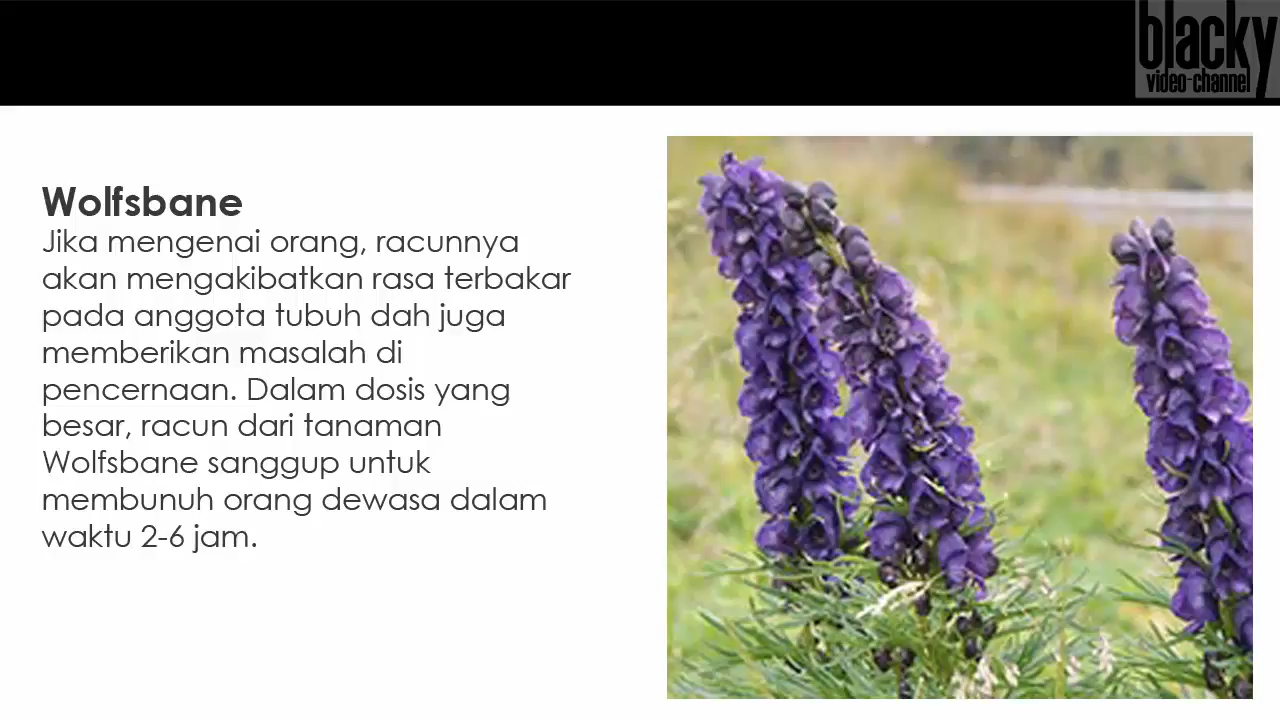 blacky
video-channel
Wolfsbane
Jika mengenai orang, racunnya
akan mengakibatkan rasa terbakar
pada anggota tubuh dah juga
memberikan masalah di
pencernaan. Dalam dosis yang
besar, racun dari tanaman
Wolfsbane sanggup untuk
membunuh orang dewasa dalam
waktu 2-6 jam.